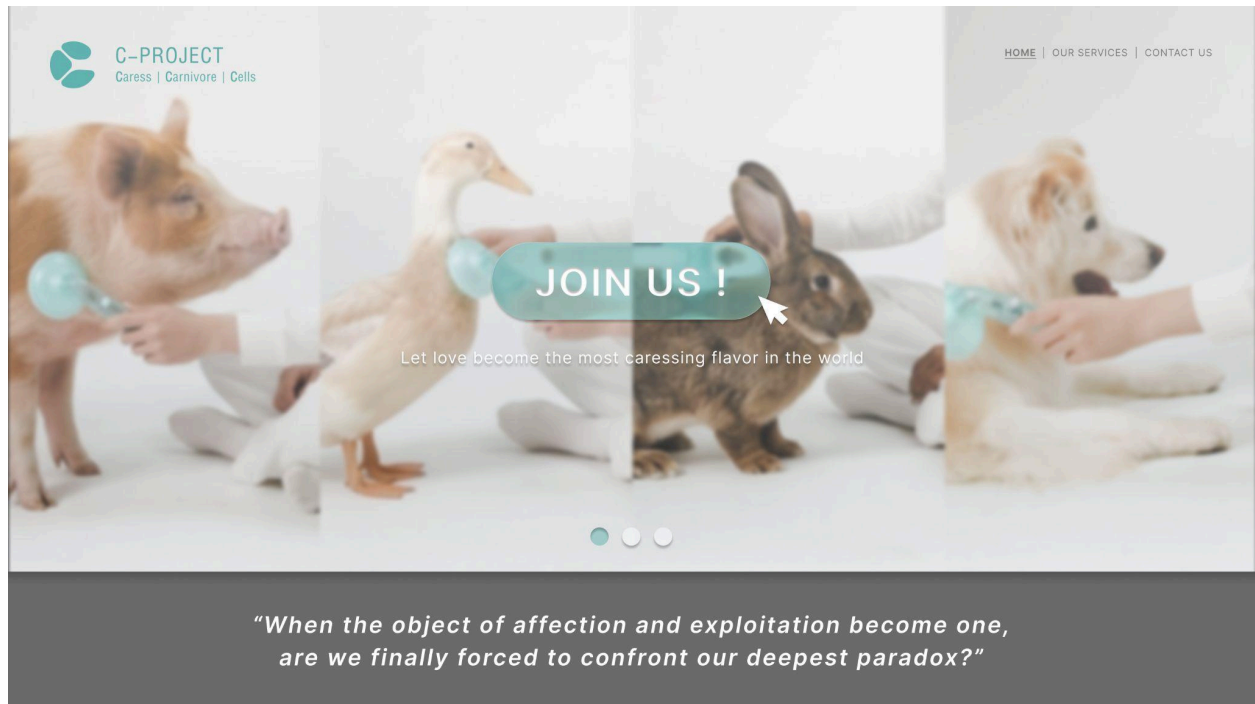 C-PROJECT
Caress | Carnivore | Cells
HOME | OUR SERVICES | CONTACT US
JOIN US !
Let love become the most caressing flavor in the world
“When the object of affection and exploitation become one,
are we finally forced to confront our deepest paradox?”